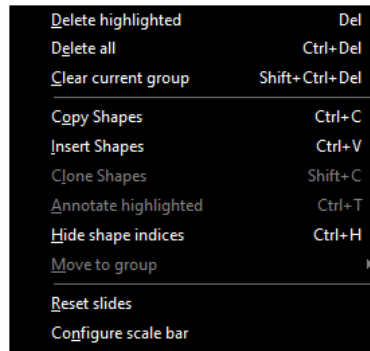 Delete highlighted Del
Delete all Ctrl+Del
Clear current group Shift+Ctrl+Del
Copy Shapes Ctrl+C
Insert Shapes Ctrl+V
Clone Shapes Shift+C
Annotate highlighted Ctrl+T
Hide shape indices Ctrl+H
Move to group
Reset slides
Configure scale bar